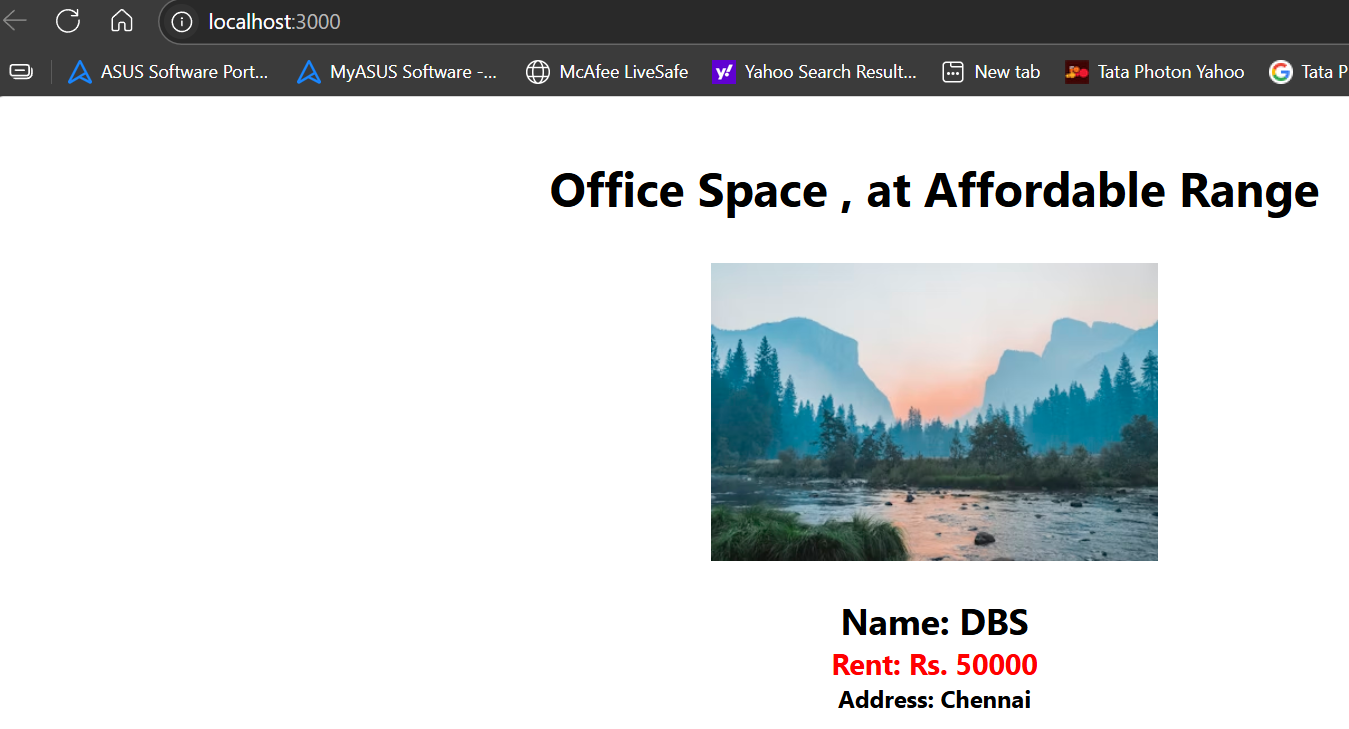 localhost:3000
ASUS Software Port... MyASUS Software -... McAfee LiveSafe Yahoo Search Result... New tab Tata Photon Yahoo Tata P
Office Space , at Affordable Range
Name: DBS
Rent: Rs. 50000
Address: Chennai